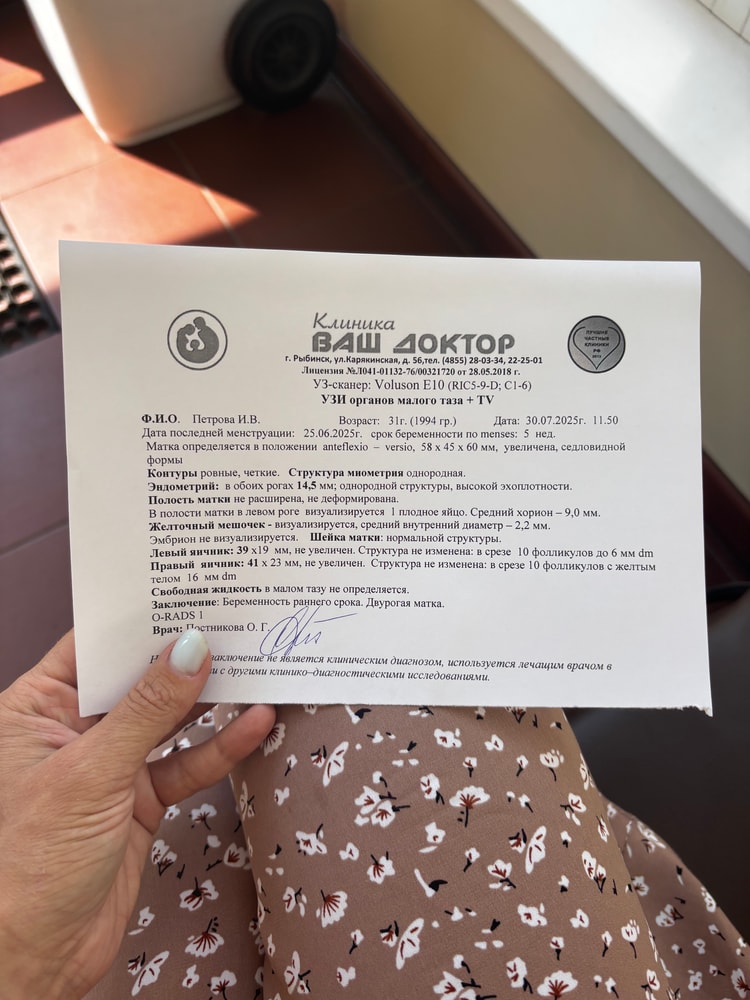 Клиника
ВАШ ДОКТОР
г. Рыбинск, ул.Карякинская, д. 56,тел. (4855) 28-03-34, 22-25-01
Лицензия №Л041-01132-76/00321720 от 28.05.2018 г.
УЗ-сканер: Voluson E10 (RIC5-9-D; C1-6)
УЗИ органов малого таза + TV
ЛУЧШИЕ
ЧАСТНЫЕ
КЛИНИКИ
РФ
Ф.И.О. Петрова И.В. Возраст: 31г. (1994 гр.) Дата: 30.07.2025г. 11.50
Дата последней менструации: 25.06.2025г. срок беременности по menses: 5 нед.
Матка определяется в положении anteflexio – versio, 58 х 45 х 60 мм, увеличена, седловидной
формы
Контуры ровные, четкие. Структура миометрия однородная.
Эндометрий: в обоих рогах 14,5 мм; однородной структуры, высокой эхоплотности.
Полость матки не расширена, не деформирована.
В полости матки в левом роге визуализируется 1 плодное яйцо. Средний хорион – 9,0 мм.
Желточный мешочек - визуализируется, средний внутренний диаметр – 2,2 мм.
Эмбрион не визуализируется. Шейка матки: нормальной структуры.
Левый яичник: 39 х19 мм, не увеличен. Структура не изменена: в срезе 10 фолликулов до 6 мм dm
Правый яичник: 41 х 23 мм, не увеличен. Структура не изменена: в срезе 10 фолликулов с желтым
телом 16 мм dm
Свободная жидкость в малом тазу не определяется.
Заключение: Беременность раннего срока. Двурогая матка.
O-RADS 1
Врач: Постникова О. Г.
заключение не является клиническим диагнозом, используется лечащим врачом в
с другими клинико–диагностическими исследованиями.